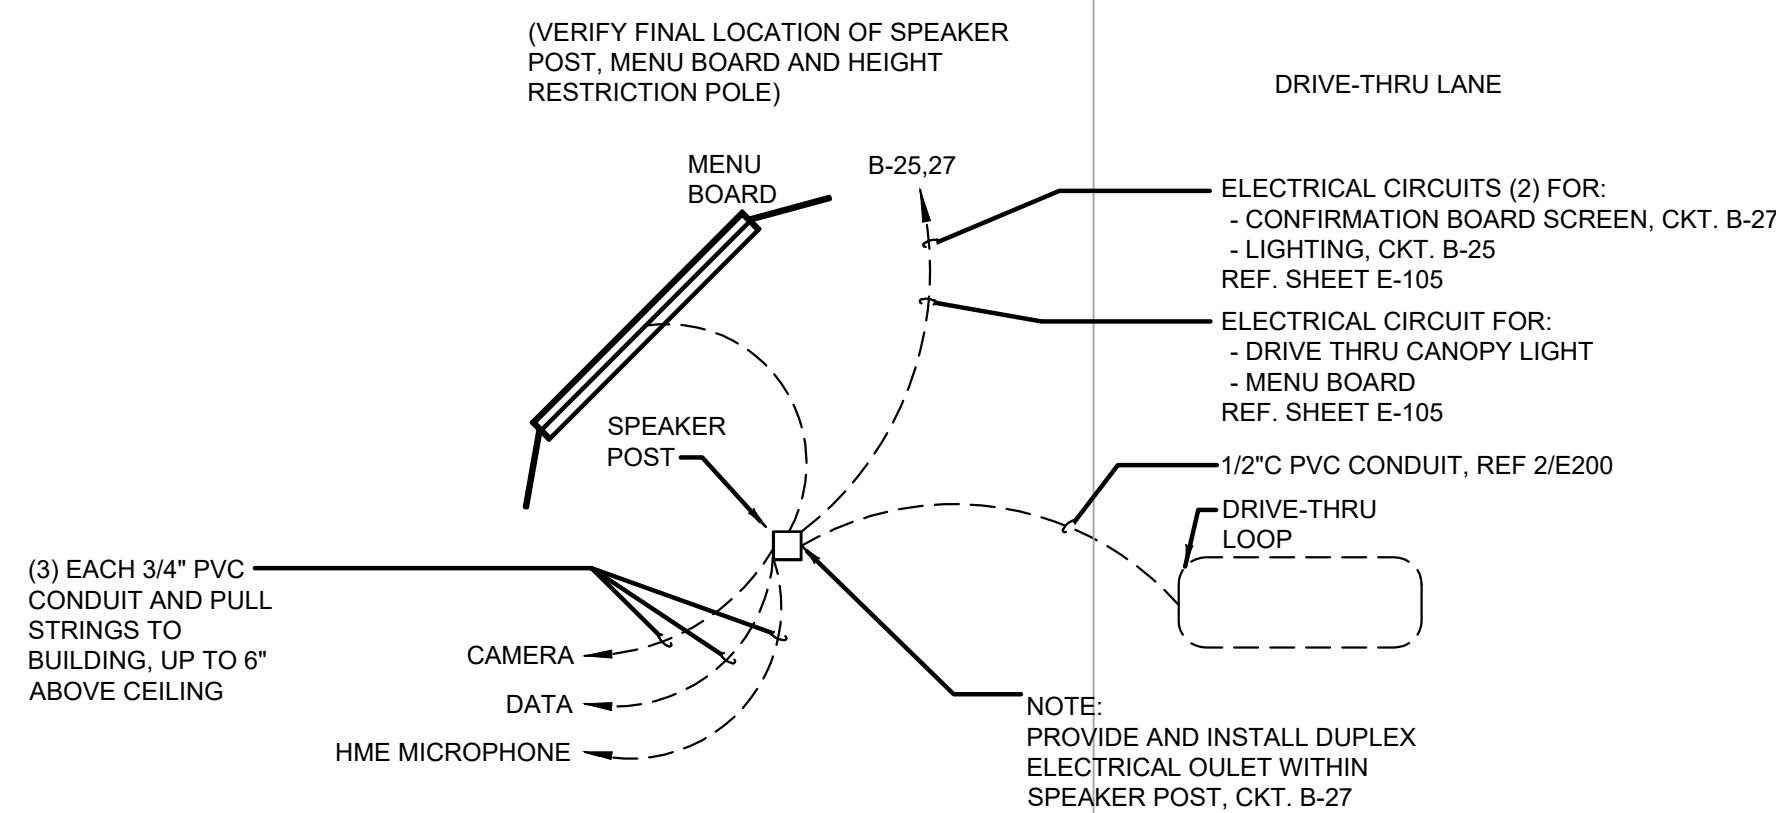 (VERIFY FINAL LOCATION OF SPEAKER
POST, MENU BOARD AND HEIGHT
RESTRICTION POLE)
DRIVE-THRU LANE
MENU
BOARD
B-25,27
ELECTRICAL CIRCUITS (2) FOR:
- CONFIRMATION BOARD SCREEN, CKT. B-27
- LIGHTING, CKT. B-25
REF. SHEET E-105
ELECTRICAL CIRCUIT FOR:
- DRIVE THRU CANOPY LIGHT
- MENU BOARD
REF. SHEET E-105
SPEAKER
POST
1/2"C PVC CONDUIT, REF 2/E200
DRIVE-THRU
LOOP
(3) EACH 3/4" PVC
CONDUIT AND PULL
STRINGS TO
BUILDING, UP TO 6"
ABOVE CEILING
CAMERA
DATA
HME MICROPHONE
NOTE:
PROVIDE AND INSTALL DUPLEX
ELECTRICAL OULET WITHIN
SPEAKER POST, CKT. B-27